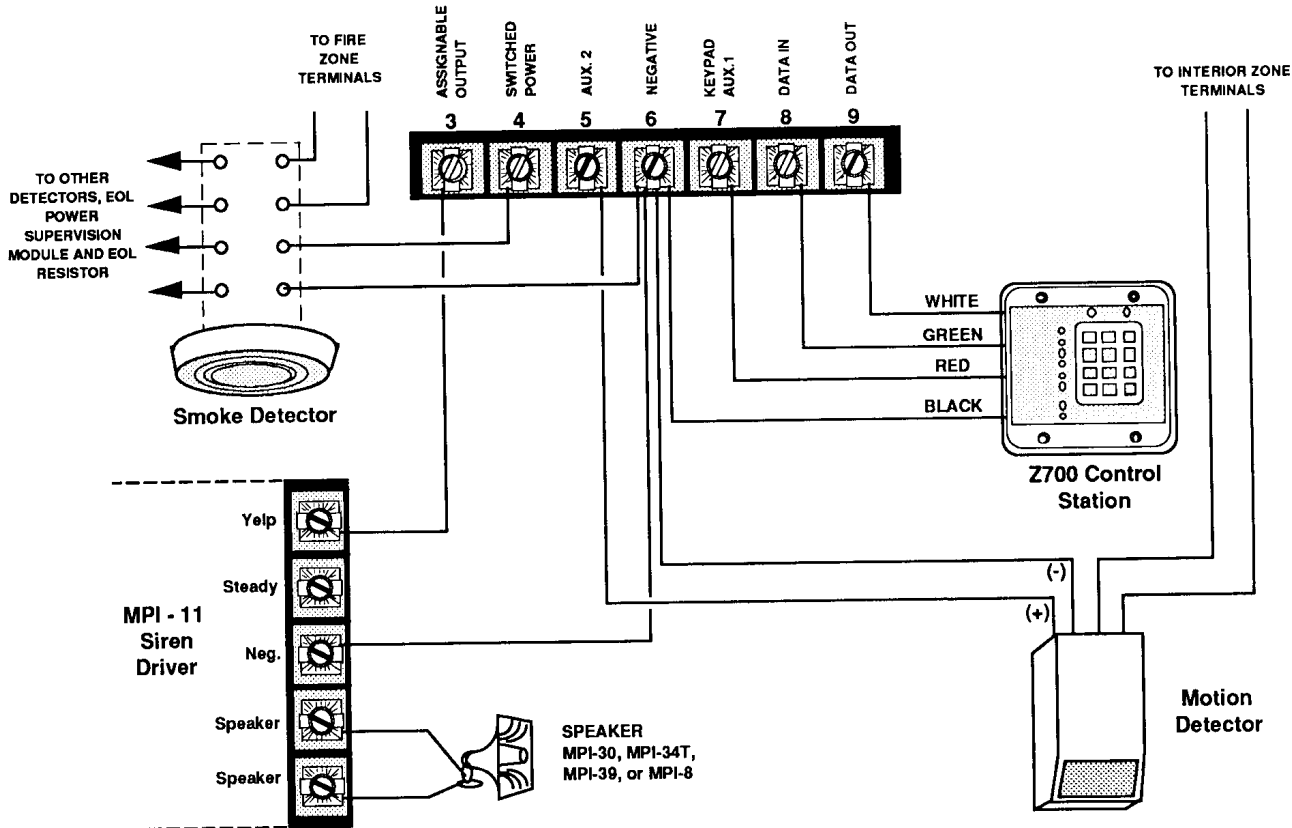 TO FIRE
ZONE
TERMINALS
ASSIGNABLE
OUTPUT
SWITCHED
POWER
AUX. 2
NEGATIVE
KEYPAD
AUX.1
DATA IN
DATA OUT
3 4 5 6 7 8 9
TO INTERIOR ZONE
TERMINALS
TO OTHER
DETECTORS, EOL
POWER
SUPERVISION
MODULE AND EOL
RESISTOR
Smoke Detector
WHITE
GREEN
RED
BLACK
Z700 Control
Station
MPI - 11
Siren
Driver
Yelp
Steady
Neg.
Speaker
Speaker
SPEAKER
MPI-30, MPI-34T,
MPI-39, or MPI-8
(-)
(+)
Motion
Detector